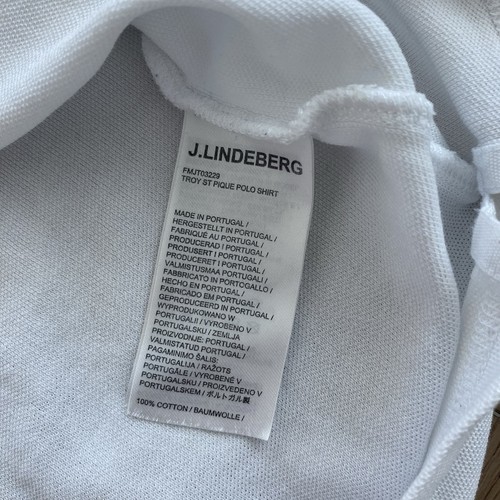 J.LINDEBERG
FMJT03229
TROY ST PIQUE POLO SHIRT
MADE IN PORTUGAL /
HERGESTELLT IN PORTUGAL /
FABRIQUÉ AU PORTUGAL /
PRODUCERAD I PORTUGAL /
PRODUSERT I PORTUGAL /
PRODUCERET I PORTUGAL /
VALMISTUSMAA PORTUGALI /
FABBRICATO IN PORTOGALLO /
HECHO EN PORTUGAL /
FABRICADO EM PORTUGAL /
GEPRODUCEERD IN PORTUGAL /
WYPRODUKOWANO W
PORTUGALII / VYROBENO V
PORTUGALSKU / ZEMLJA
PROIZVODNJE: PORTUGAL /
VALMISTATUD PORTUGAL /
PAGAMINIMO ŠALIS:
PORTUGALIJA / RAŽOTS
PORTUGĀLE / VYROBENÉ V
PORTUGALSKU / PROIZVEDENO V
PORTUGALSKEM / ポルトガル製
100% COTTON / BAUMWOLLE /